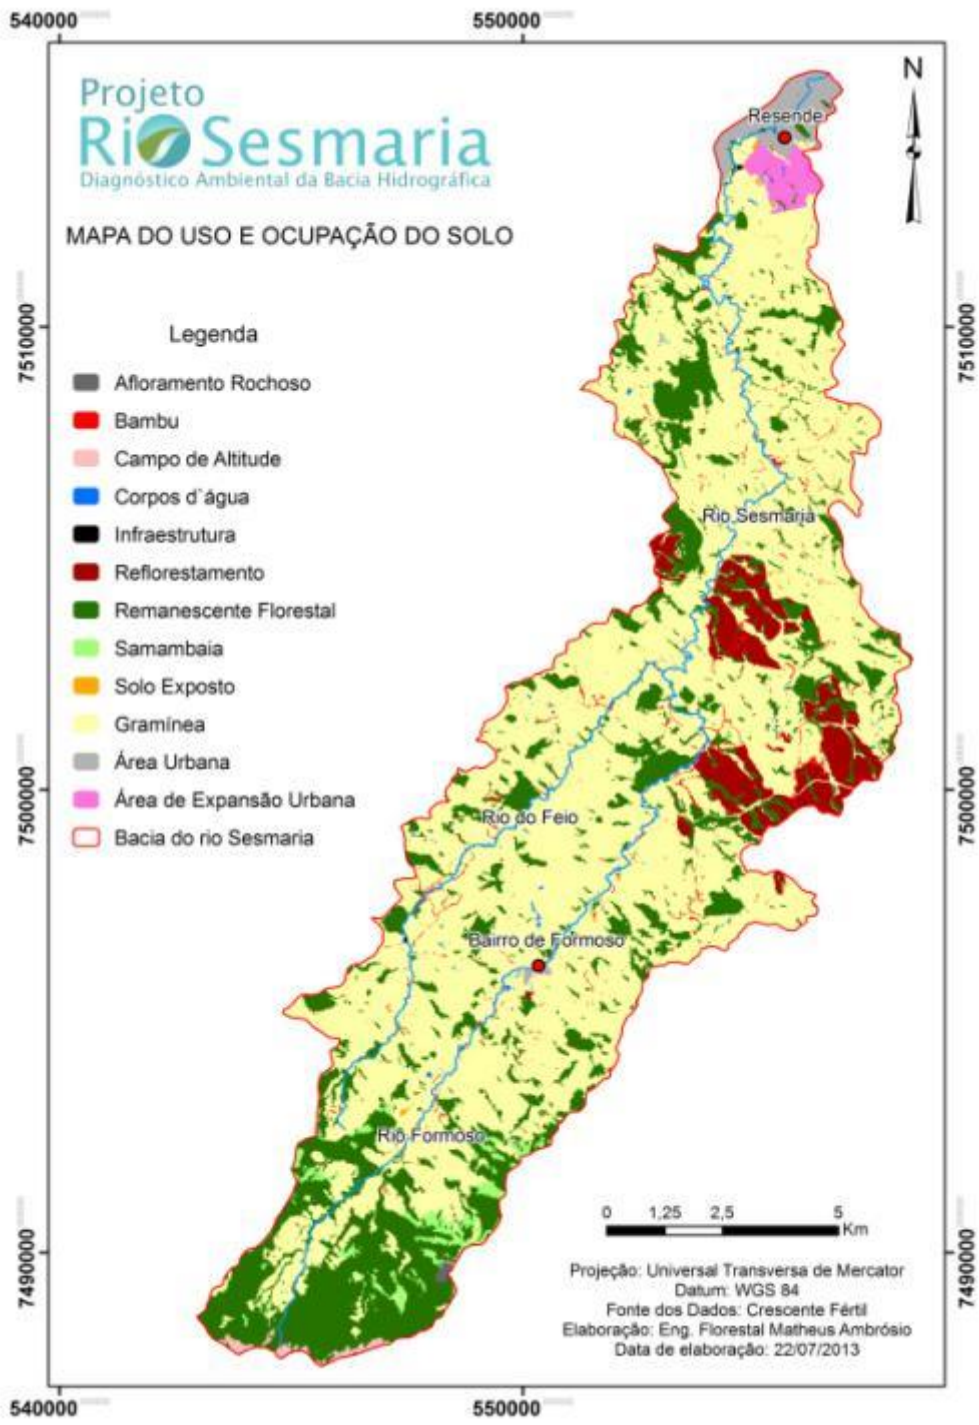 540000
550000
Projeto
Rio Sesmaria
Diagnóstico Ambiental da Bacia Hidrográfica
MAPA DO USO E OCUPAÇÃO DO SOLO
N
Resende
7510000
7510000
Legenda
Afloramento Rochoso
Bambu
Campo de Altitude
Corpos d`água
Infraestrutura
Reflorestamento
Remanescente Florestal
Samambaia
Solo Exposto
Gramínea
Área Urbana
Área de Expansão Urbana
Bacia do rio Sesmaria
Rio Sesmaria
7500000
7500000
Rio do Feio
Bairro de Formoso
Rio Formoso
0 1,25 2,5 5
Km
7490000
7490000
Projeção: Universal Transversa de Mercator
Datum: WGS 84
Fonte dos Dados: Crescente Fértil
Elaboração: Eng. Florestal Matheus Ambrósio
Data de elaboração: 22/07/2013
540000
550000